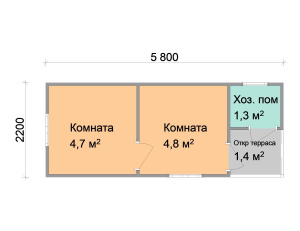 5 800
2200
Комната
4,7 м²
Комната
4,8 м²
Хоз. пом
1,3 м²
Откр терраса
1,4 м²